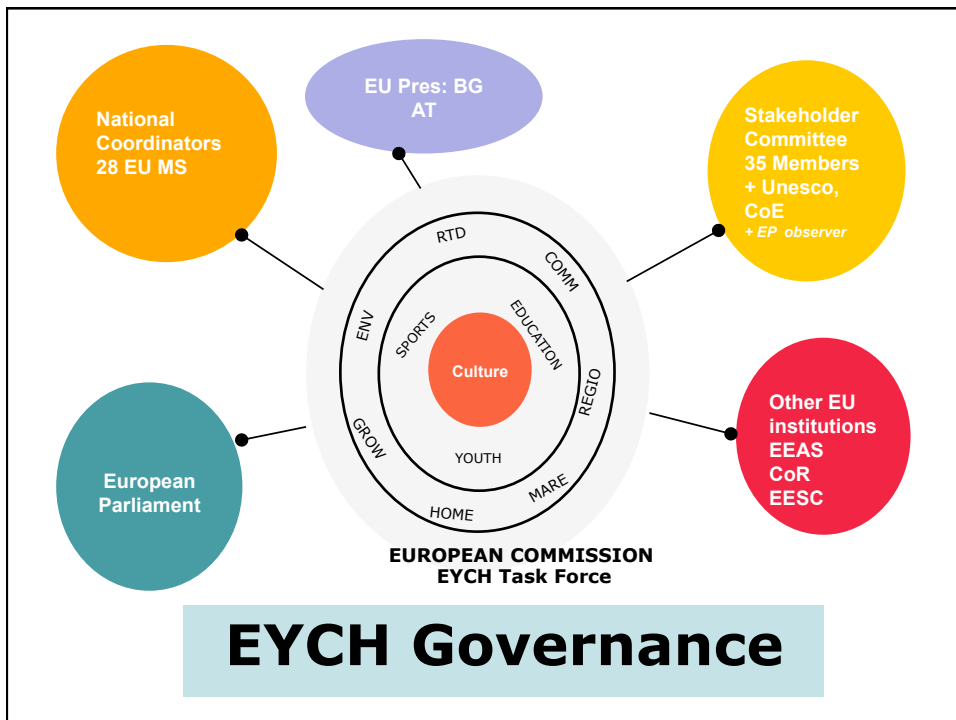 National
Coordinators
28 EU MS
EU Pres: BG
AT
Stakeholder
Committee
35 Members
+ Unesco,
CoE
+ EP observer
RTD
COMM
ENV
SPORTS
EDUCATION
Culture
REGIO
GROW
YOUTH
MARE
HOME
European
Parliament
Other EU
institutions
EEAS
CoR
EESC
EUROPEAN COMMISSION
EYCH Task Force
EYCH Governance